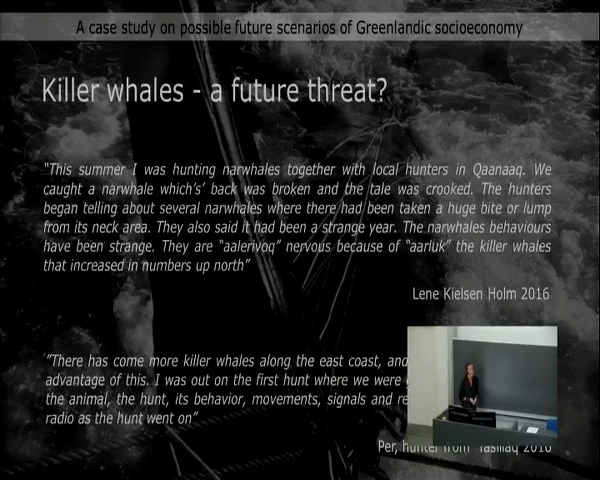 A case study on possible future scenarios of Greenlandic socioeconomy
Killer whales - a future threat?
“This summer I was hunting narwhales together with local hunters in Qaanaaq. We
caught a narwhale which’s’ back was broken and the tale was crooked. The hunters
began telling about several narwhales where there had been taken a huge bite or lump
from its neck area. They also said it had been a strange year. The narwhales behaviours
have been strange. They are “aalerivoq” nervous because of “aarluk” the killer whales
that increased in numbers up north”
Lene Kielsen Holm 2016
”There has come more killer whales along the east coast, and
advantage of this. I was out on the first hunt where we were
the animal, the hunt, its behavior, movements, signals and
radio as the hunt went on”
Per, hunter from Tasiilaq 2016